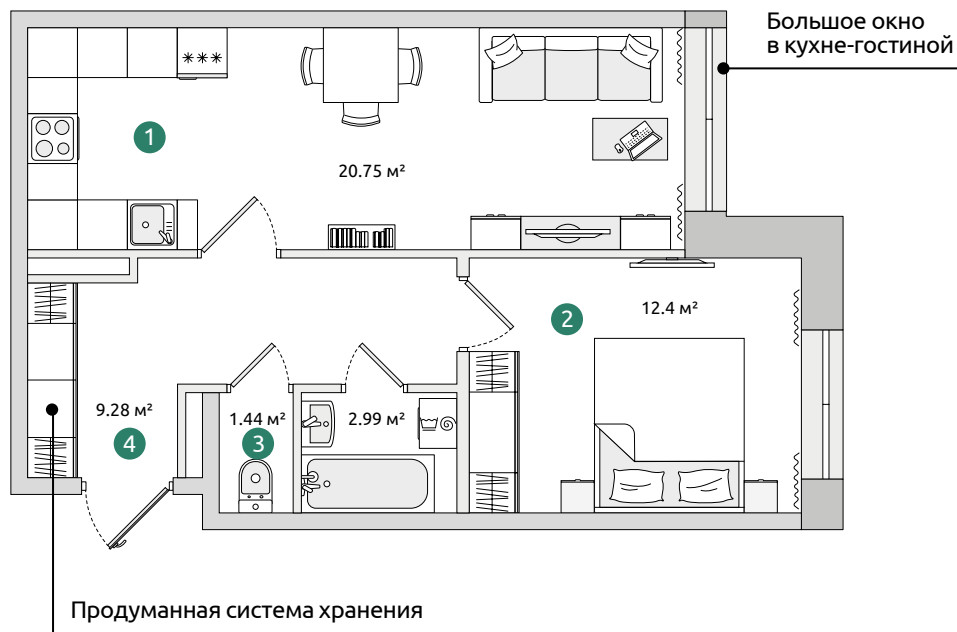 Большое окно
в кухне-гостиной
***
1
20.75 м²
2
12.4 м²
9.28 м²
1.44 м²
2.99 м²
4
3
Продуманная система хранения